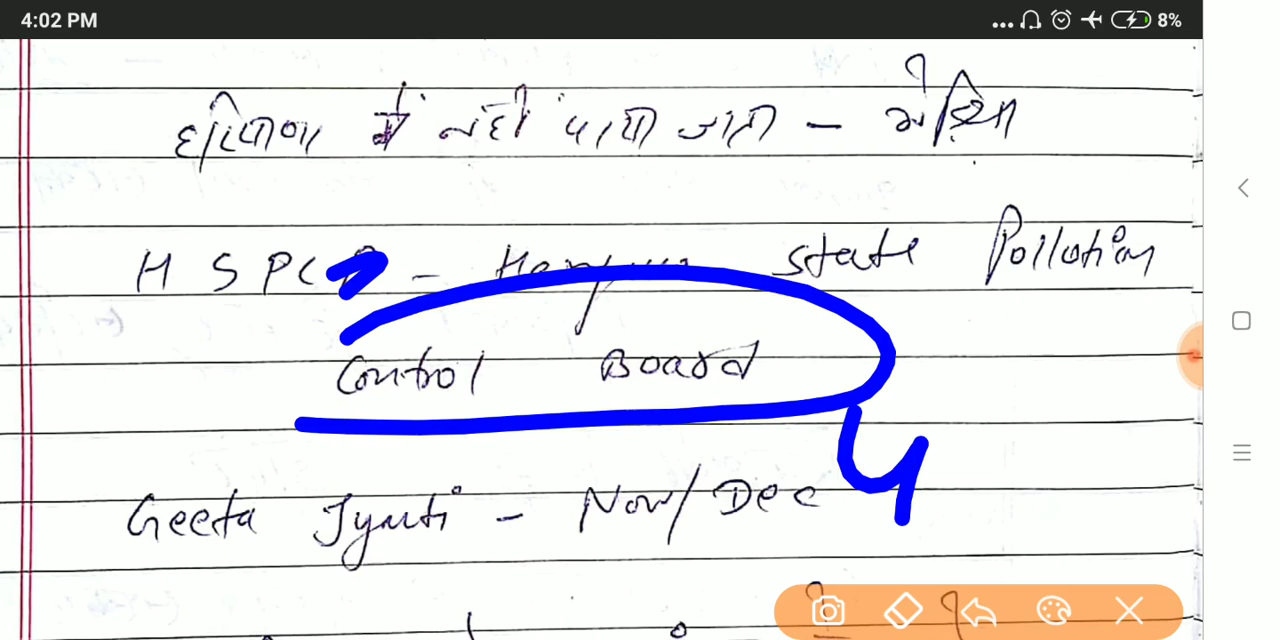 4:02 PM ... 8%
हरियाणा में नहीं पायी जाती -
H S P C - Haryana State Pollution
Control Board
Geeta Jyanti - Nov/Dec